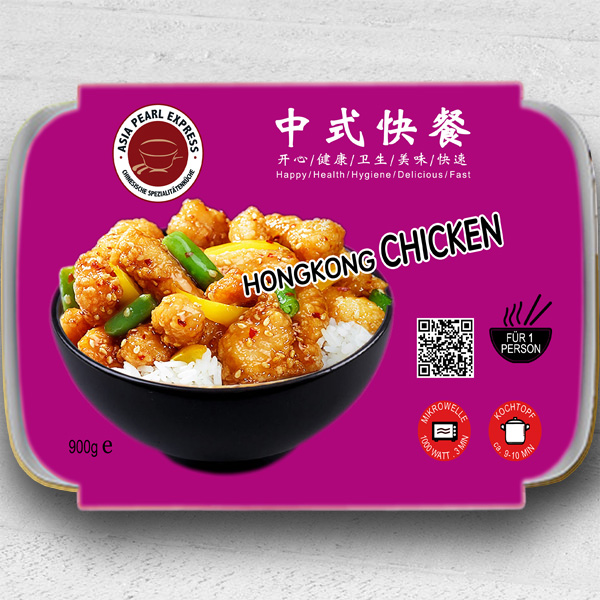 ASIA PEARL EXPRESS
CHINESISCHE SPEZIALITÄTENKÜCHE
中式快餐
开心/健康/卫生/美味/快速
Happy/Health/Hygiene/Delicious/Fast
HONGKONG CHICKEN
FÜR 1
PERSON
MIKROWELLE
1000 WATT . 3 MIN
KOCHTOPF
ca. 9-10 MIN
900g e